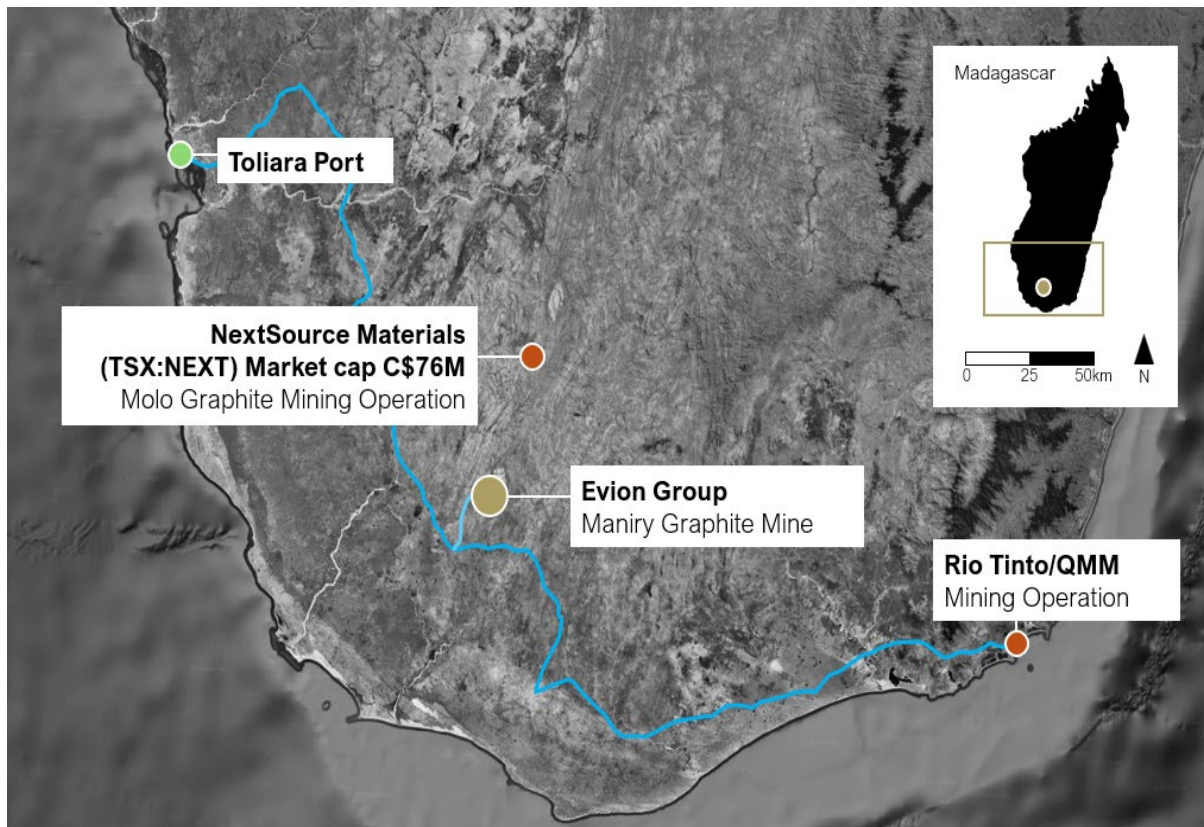 Madagascar
Toliara Port
NextSource Materials
(TSX:NEXT) Market cap C$76M
Molo Graphite Mining Operation
0 25 50km
N
Evion Group
Maniry Graphite Mine
Rio Tinto/QMM
Mining Operation